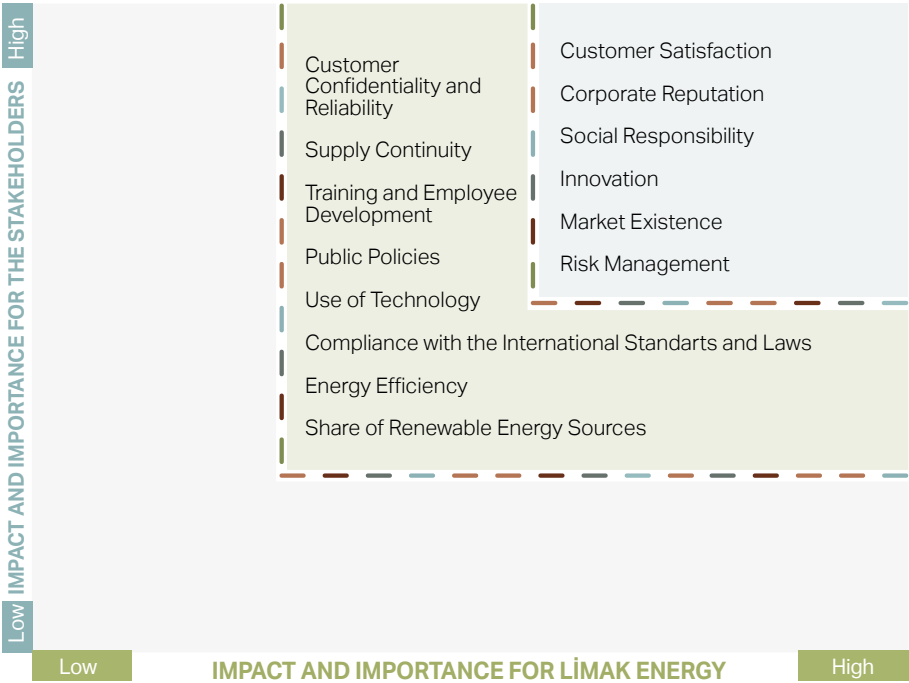 High
IMPACT AND IMPORTANCE FOR THE STAKEHOLDERS
Low
Customer
Confidentiality and
Reliability
Supply Continuity
Training and Employee
Development
Public Policies
Use of Technology
Compliance with the International Standarts and Laws
Energy Efficiency
Share of Renewable Energy Sources
Customer Satisfaction
Corporate Reputation
Social Responsibility
Innovation
Market Existence
Risk Management
Low
IMPACT AND IMPORTANCE FOR LİMAK ENERGY
High